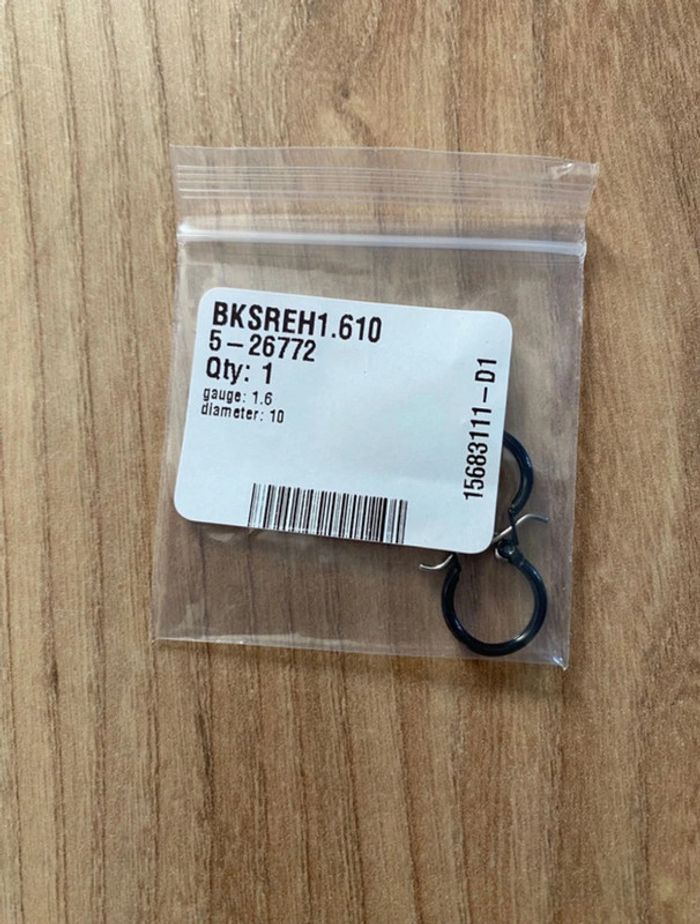 BKSREH1.610
5-26772
Qty: 1
gauge: 1.6
diameter: 10
15683111-D1